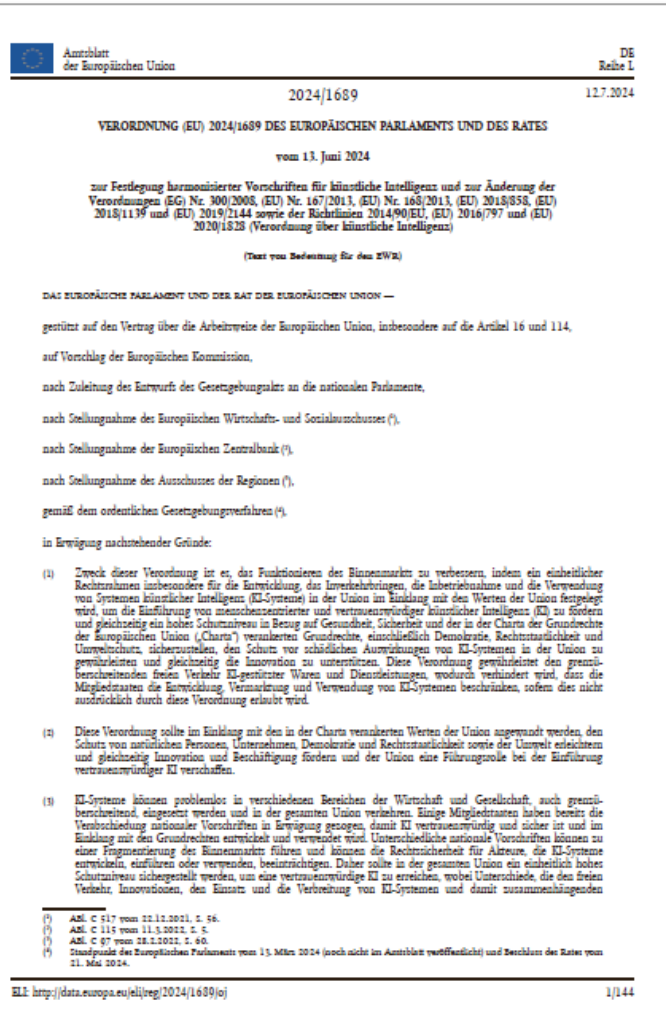 Amtsblatt
der Europäischen Union
DE
Reihe L
2024/1689
12.7.2024
VERORDNUNG (EU) 2024/1689 DES EUROPÄISCHEN PARLAMENTS UND DES RATES
vom 13. Juni 2024
zur Festlegung harmonisierter Vorschriften für künstliche Intelligenz und zur Änderung der
Verordnungen (EG) Nr. 300/2008, (EU) Nr. 167/2013, (EU) Nr. 168/2013, (EU) 2018/858, (EU)
2018/1139 und (EU) 2019/2144 sowie der Richtlinien 2014/90/EU, (EU) 2016/797 und (EU)
2020/1828 (Verordnung über künstliche Intelligenz)
(Text von Bedeutung für den EWR)
DAS EUROPÄISCHE PARLAMENT UND DER RAT DER EUROPÄISCHEN UNION —
gestützt auf den Vertrag über die Arbeitsweise der Europäischen Union, insbesondere auf die Artikel 16 und 114,
auf Vorschlag der Europäischen Kommission,
nach Zuleitung des Entwurfs des Gesetzgebungsakts an die nationalen Parlamente,
nach Stellungnahme des Europäischen Wirtschafts- und Sozialausschusses (¹),
nach Stellungnahme der Europäischen Zentralbank (²),
nach Stellungnahme des Ausschusses der Regionen (³),
gemäß dem ordentlichen Gesetzgebungsverfahren (⁴),
in Erwägung nachstehender Gründe:
(1) Zweck dieser Verordnung ist es, das Funktionieren des Binnenmarkts zu verbessern, indem ein einheitlicher
Rechtsrahmen insbesondere für die Entwicklung, das Inverkehrbringen, die Inbetriebnahme und die Verwendung
von Systemen künstlicher Intelligenz (KI-Systeme) in der Union im Einklang mit den Werten der Union festgelegt
wird, um die Einführung von menschenzentrierter und vertrauenswürdiger künstlicher Intelligenz (KI) zu fördern
und gleichzeitig ein hohes Schutzniveau in Bezug auf Gesundheit, Sicherheit und der in der Charta der Grundrechte
der Europäischen Union („Charta“) verankerten Grundrechte, einschließlich Demokratie, Rechtsstaatlichkeit und
Umweltschutz, sicherzustellen, den Schutz vor schädlichen Auswirkungen von KI-Systemen in der Union zu
gewährleisten und gleichzeitig die Innovation zu unterstützen. Diese Verordnung gewährleistet den grenzü-
berschreitenden freien Verkehr KI-gestützter Waren und Dienstleistungen, wodurch verhindert wird, dass die
Mitgliedstaaten die Entwicklung, Vermarktung und Verwendung von KI-Systemen beschränken, sofern dies nicht
ausdrücklich durch diese Verordnung erlaubt wird.
(2) Diese Verordnung sollte im Einklang mit den in der Charta verankerten Werten der Union angewandt werden, den
Schutz von natürlichen Personen, Unternehmen, Demokratie und Rechtsstaatlichkeit sowie der Umwelt erleichtern
und gleichzeitig Innovation und Beschäftigung fördern und der Union eine Führungsrolle bei der Einführung
vertrauenswürdiger KI verschaffen.
(3) KI-Systeme können problemlos in verschiedenen Bereichen der Wirtschaft und Gesellschaft, auch grenzü-
berschreitend, eingesetzt werden und in der gesamten Union verkehren. Einige Mitgliedstaaten haben bereits die
Verabschiedung nationaler Vorschriften in Erwägung gezogen, damit KI vertrauenswürdig und sicher ist und im
Einklang mit den Grundrechten entwickelt und verwendet wird. Unterschiedliche nationale Vorschriften können zu
einer Fragmentierung des Binnenmarkts führen und können die Rechtssicherheit für Akteure, die KI-Systeme
entwickeln, einführen oder verwenden, beeinträchtigen. Daher sollte in der gesamten Union ein einheitlich hohes
Schutzniveau sichergestellt werden, um eine vertrauenswürdige KI zu erreichen, wobei Unterschiede, die den freien
Verkehr, Innovationen, den Einsatz und die Verbreitung von KI-Systemen und damit zusammenhängenden
(¹) ABl. C 517 vom 22.12.2021, S. 56.
(²) ABl. C 115 vom 11.3.2022, S. 5.
(³) ABl. C 97 vom 28.2.2022, S. 60.
(⁴) Standpunkt des Europäischen Parlaments vom 13. März 2024 (noch nicht im Amtsblatt veröffentlicht) und Beschluss des Rates vom
21. Mai 2024.
ELI: http://data.europa.eu/eli/reg/2024/1689/oj
1/144